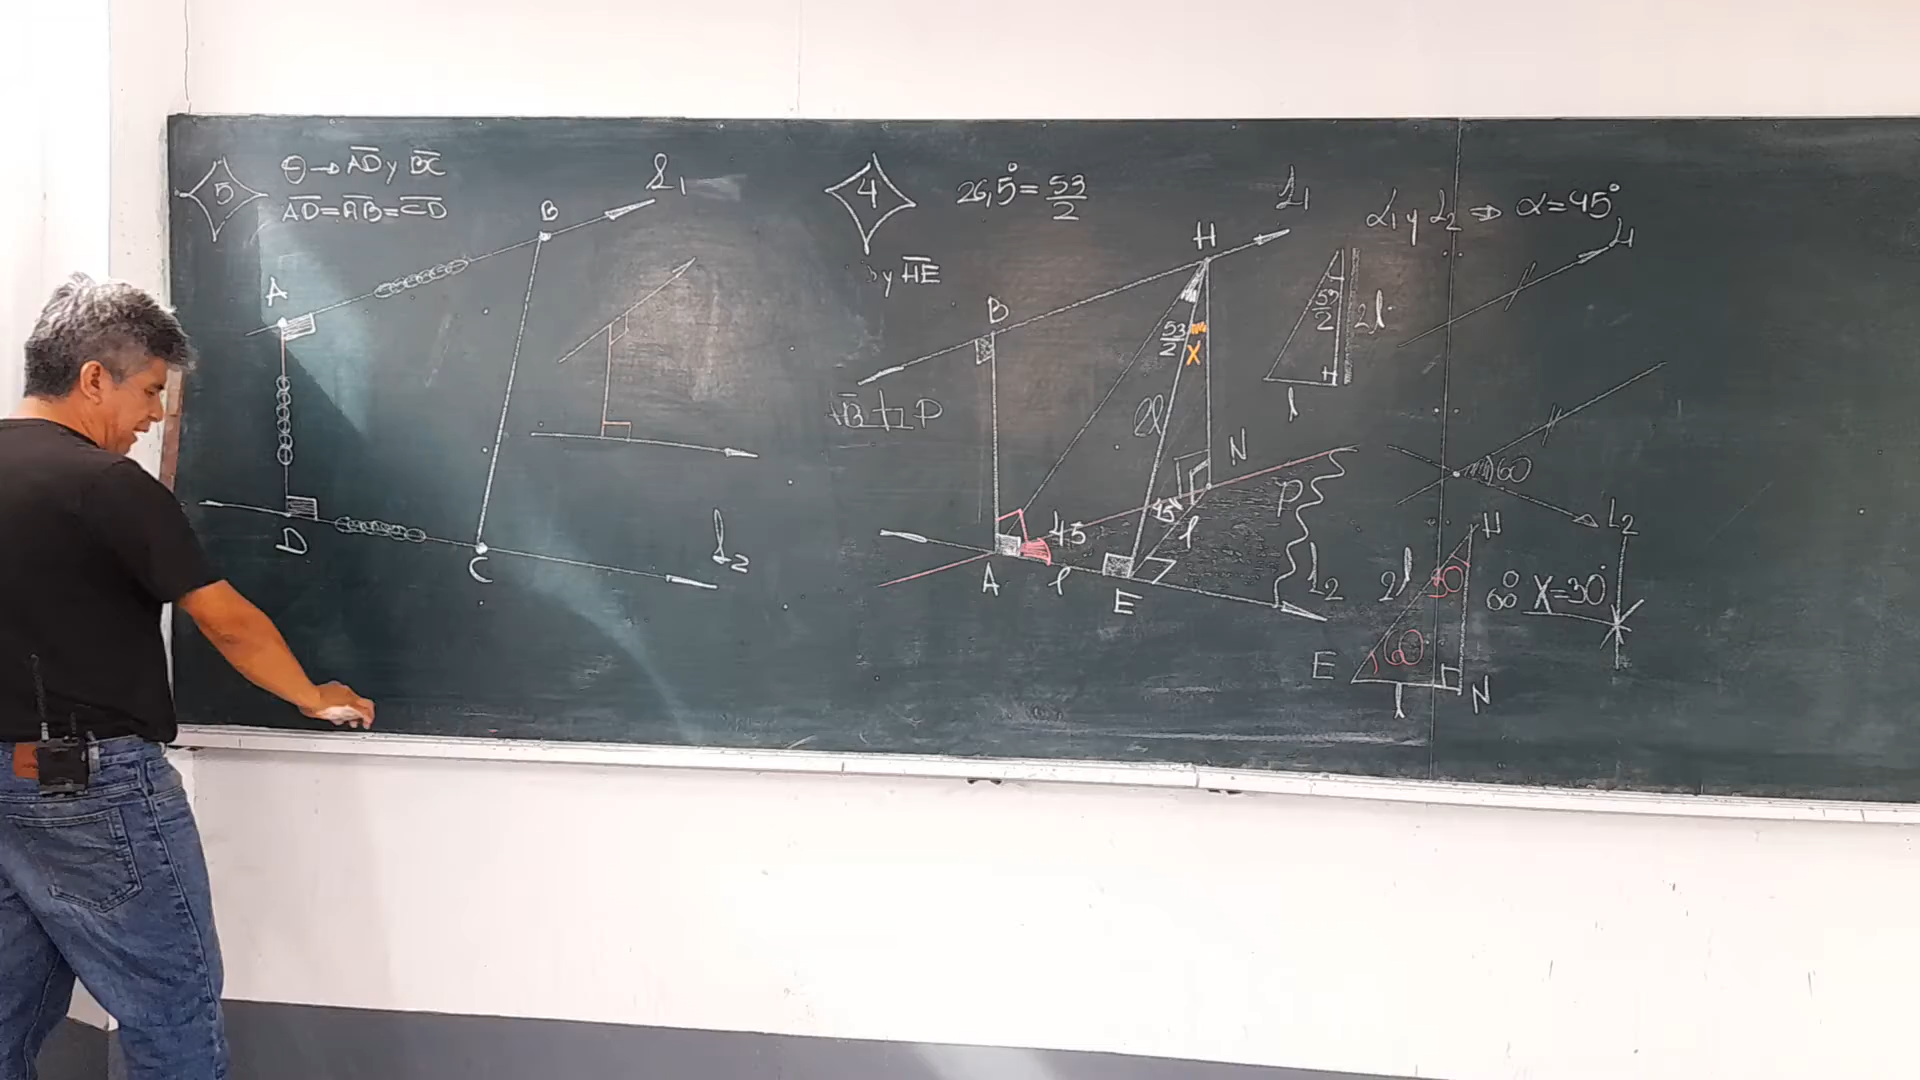 5
Θ → AD y BC
AD = AB = CD
A
B
L₁
D
C
L₂
4
26,5° = 53/2
y HE
L₁ y L₂ ⇒ α = 45°
L₁
H
B
53/2
X
2l
N
45
45
l
P
A
l
E
L₂
AB ⊥ P
53/2
2l
l
L₁
60
L₂
H
2l
30
60
E
l
N
∴ X = 30°